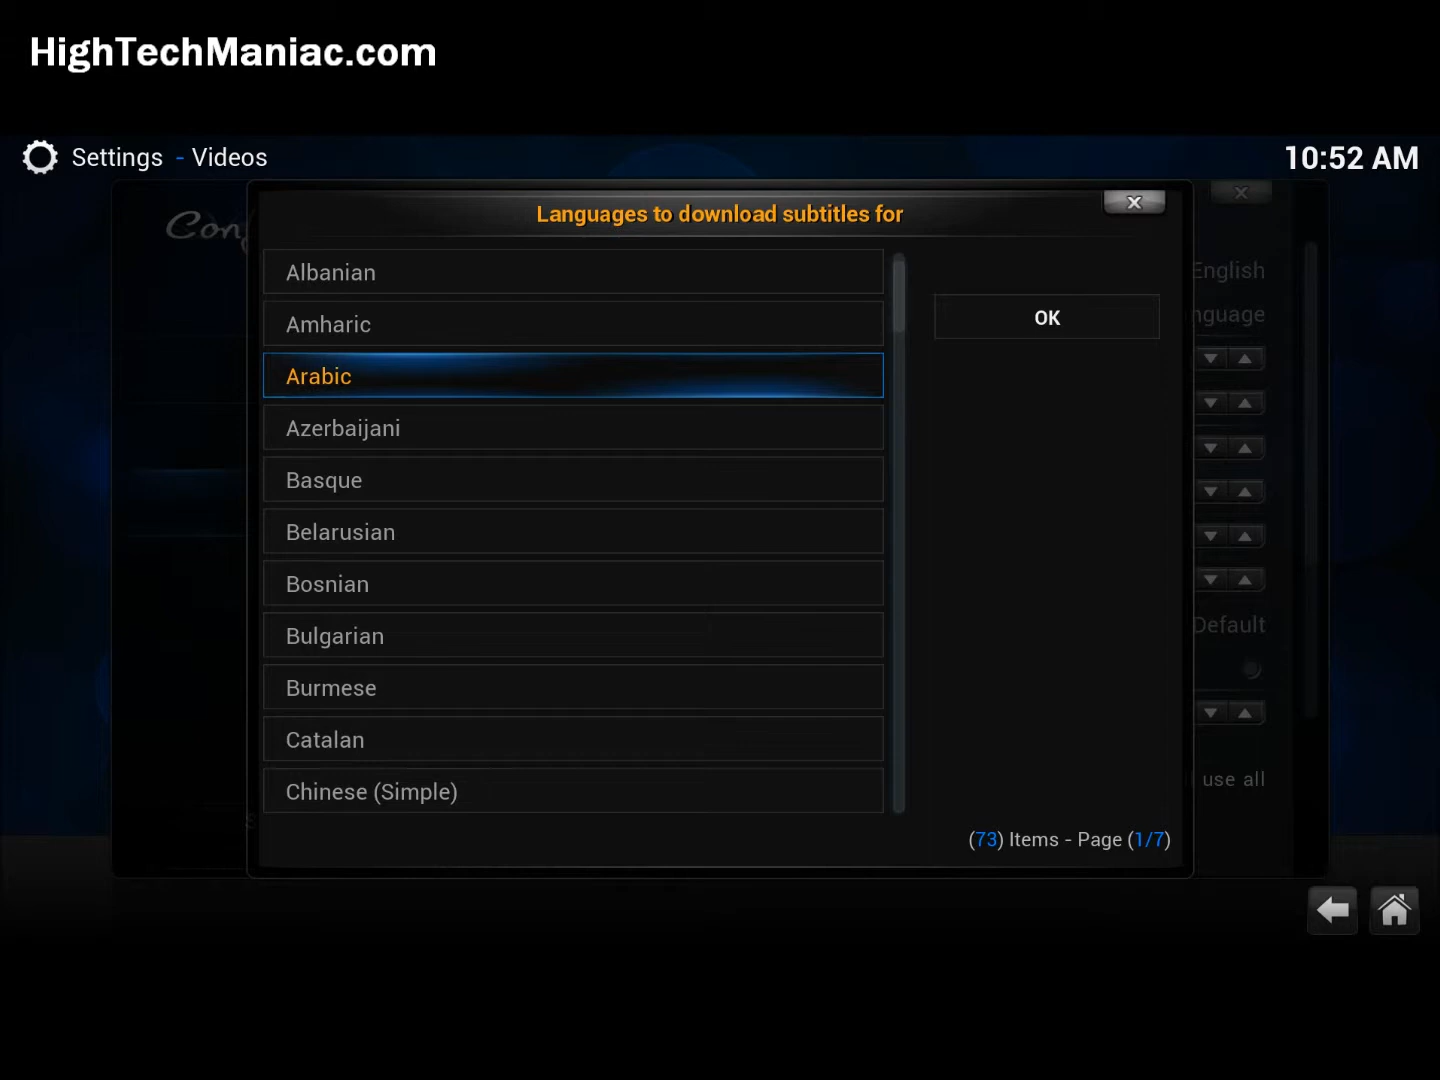 HighTechManiac.com
Settings - Videos
10:52 AM
Languages to download subtitles for
Albanian
Amharic
Arabic
Azerbaijani
Basque
Belarusian
Bosnian
Bulgarian
Burmese
Catalan
Chinese (Simple)
OK
English
Default
use all
(73) Items - Page (1/7)